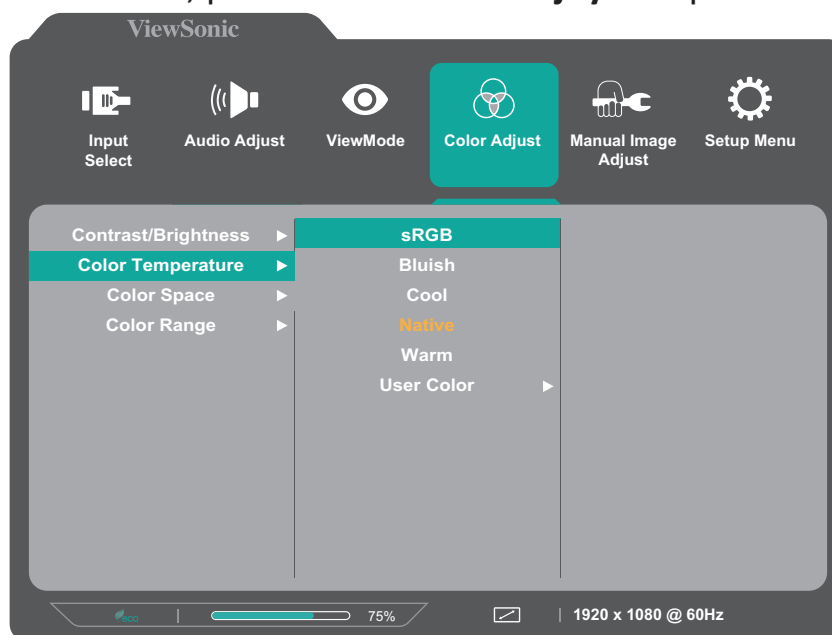 ViewSonic
Input Select
Audio Adjust
ViewMode
Color Adjust
Manual Image Adjust
Setup Menu
Contrast/Brightness
Color Temperature
Color Space
Color Range
sRGB
Bluish
Cool
Native
Warm
User Color
eco
75%
1920 x 1080 @ 60Hz